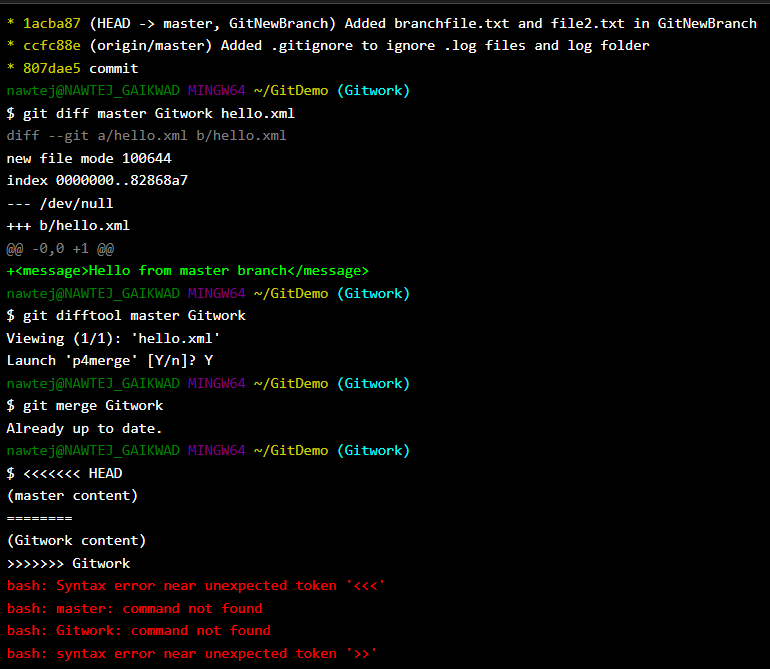 * 1acba87 (HEAD -> master, GitNewBranch) Added branchfile.txt and file2.txt in GitNewBranch
* ccfc88e (origin/master) Added .gitignore to ignore .log files and log folder
* 807dae5 commit
nawtej@NAWTEJ_GAIKWAD MINGW64 ~/GitDemo (Gitwork)
$ git diff master Gitwork hello.xml
diff --git a/hello.xml b/hello.xml
new file mode 100644
index 0000000..82868a7
--- /dev/null
+++ b/hello.xml
@@ -0,0 +1 @@
+<message>Hello from master branch</message>
nawtej@NAWTEJ_GAIKWAD MINGW64 ~/GitDemo (Gitwork)
$ git difftool master Gitwork
Viewing (1/1): 'hello.xml'
Launch 'p4merge' [Y/n]? Y
nawtej@NAWTEJ_GAIKWAD MINGW64 ~/GitDemo (Gitwork)
$ git merge Gitwork
Already up to date.
nawtej@NAWTEJ_GAIKWAD MINGW64 ~/GitDemo (Gitwork)
$ <<<<<<< HEAD
(master content)
========
(Gitwork content)
>>>>>>> Gitwork
bash: Syntax error near unexpected token '<<<'
bash: master: command not found
bash: Gitwork: command not found
bash: syntax error near unexpected token '>>'